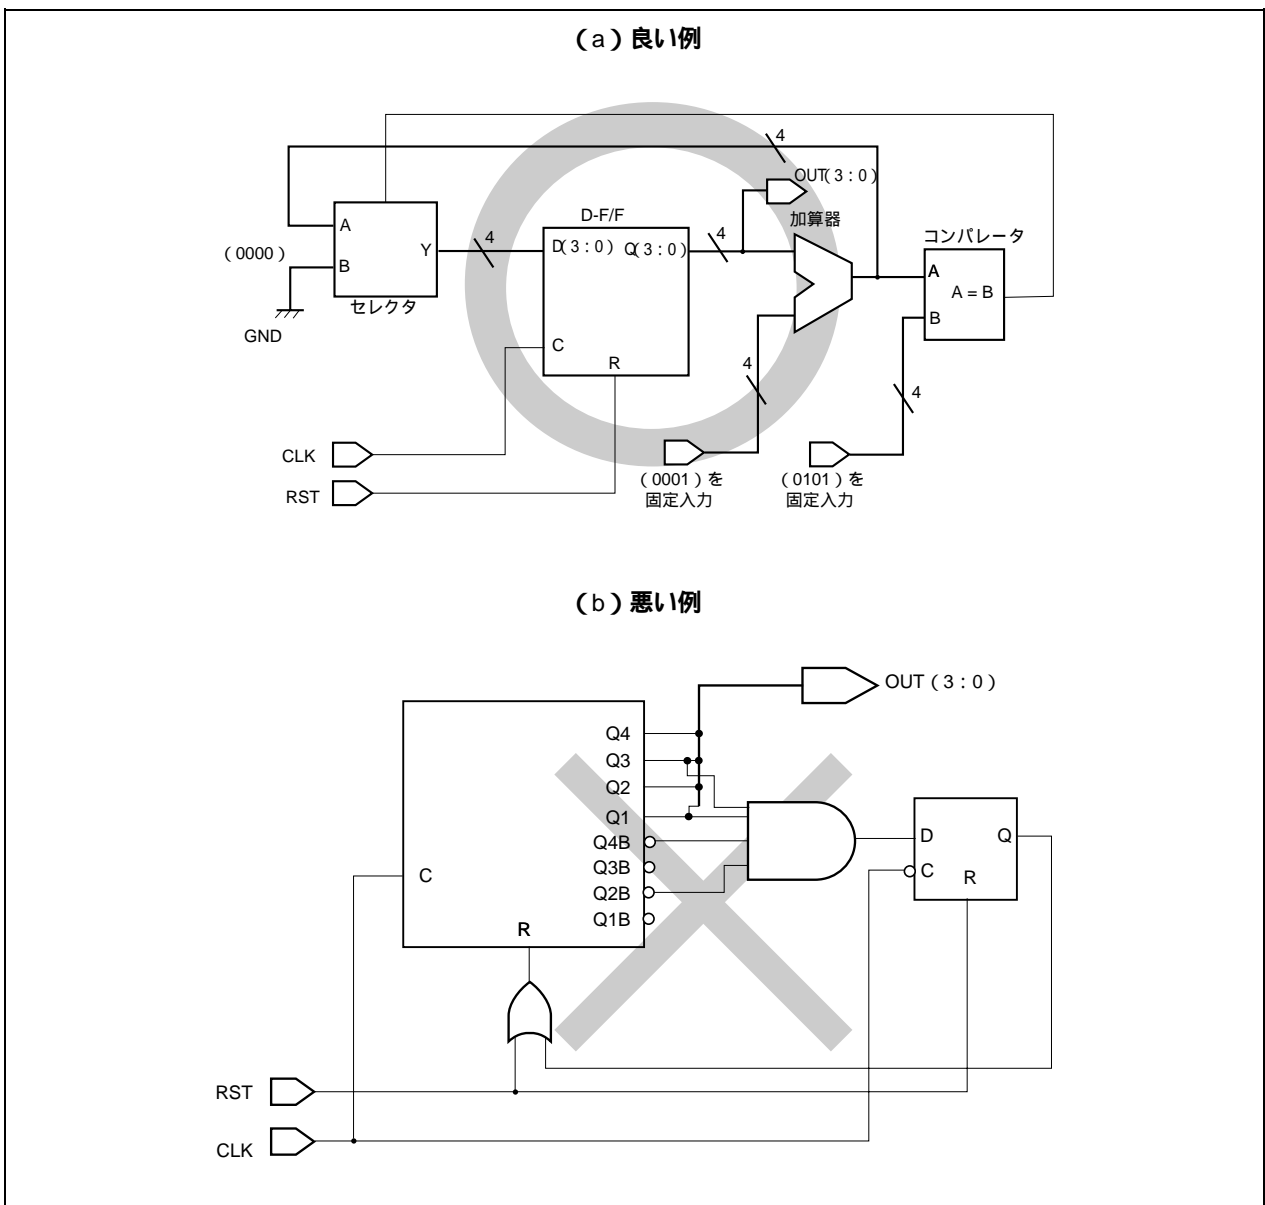 (a)良い例
4
OUT(3:0)
D-F/F
加算器
コンパレータ
A
(0000)
Y
4
D(3:0)
Q(3:0)
4
A
A=B
B
セレクタ
B
GND
C
R
4
4
CLK
RST
(0001)を
固定入力
(0101)を
固定入力
(b)悪い例
OUT(3:0)
Q4
Q3
Q2
Q1
Q4B
Q3B
Q2B
Q1B
C
R
D
Q
C
R
RST
CLK